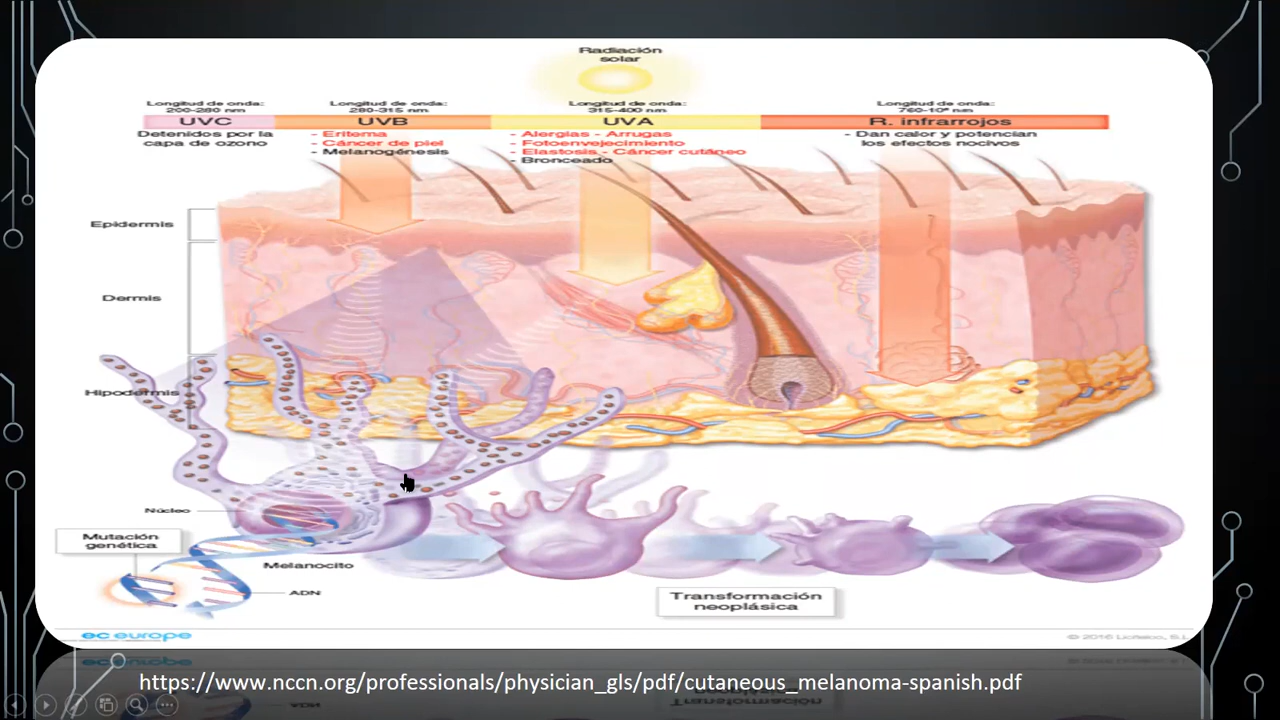 Radiación
solar
Longitud de onda:
200-280 nm
UVC
Detenidos por la
capa de ozono
Longitud de onda:
280-315 nm
UVB
- Eritema
- Cáncer de piel
- Melanogénesis
Longitud de onda:
315-400 nm
UVA
- Alergias - Arrugas
- Fotoenvejecimiento
- Elastosis - Cáncer cutáneo
- Bronceado
Longitud de onda:
R. infrarrojos
- Dan calor y potencian
los efectos nocivos
Epidermis
Dermis
Hipodermis
Núcleo
Mutación
genética
Melanocito
ADN
Transformación
neoplásica
ec europe
© 2016
https://www.nccn.org/professionals/physician_gls/pdf/cutaneous_melanoma-spanish.pdf